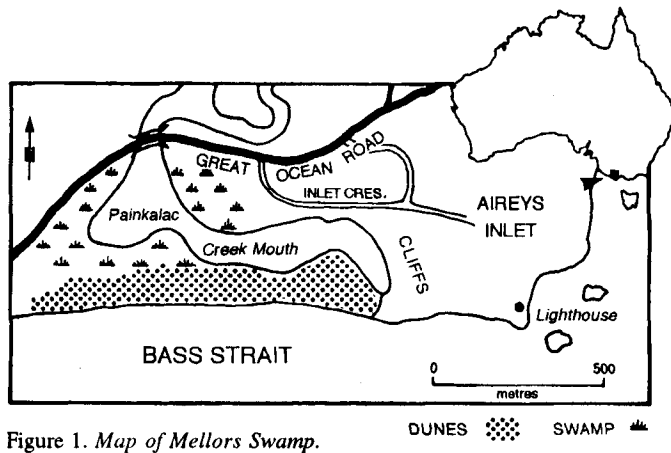 GREAT OCEAN ROAD
INLET CRES.
Painkalac
Creek Mouth
AIREYS
INLET
CLIFFS
Lighthouse
BASS STRAIT
0 500
metres
Figure 1. Map of Mellors Swamp.
DUNES SWAMP